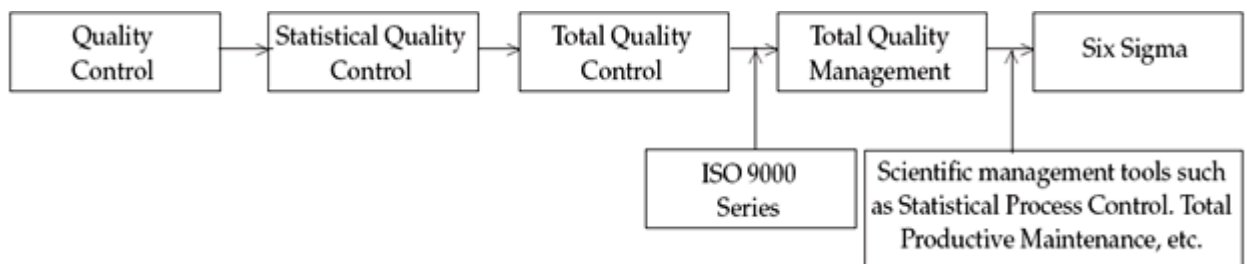 Quality
Control
Statistical Quality
Control
Total Quality
Control
Total Quality
Management
Six Sigma
ISO 9000
Series
Scientific management tools such
as Statistical Process Control. Total
Productive Maintenance, etc.